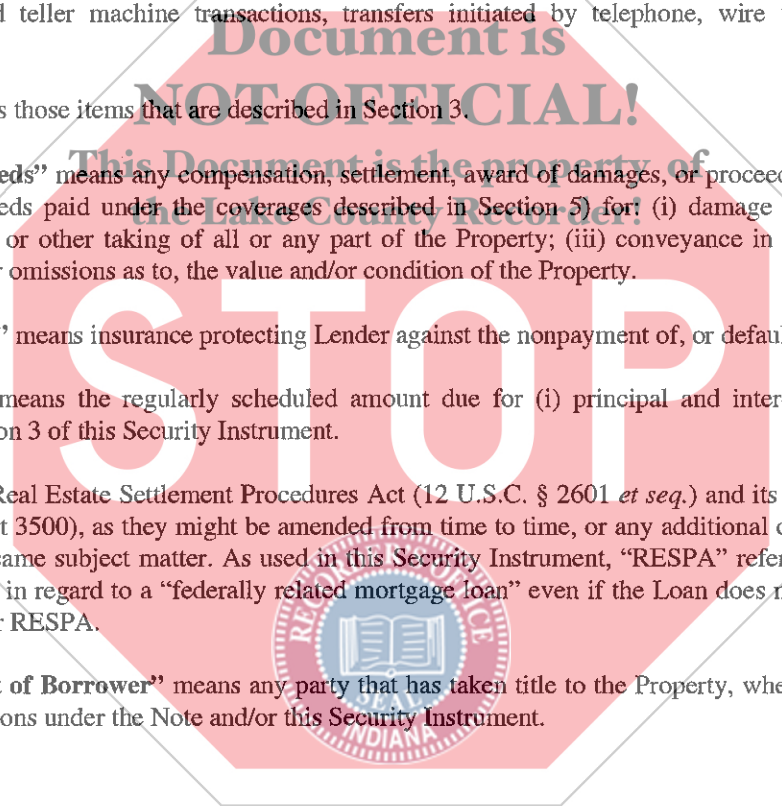 d teller machine transactions, transfers initiated by telephone, wire
Document is
NOT OFFICIAL!
s those items that are described in Section 3.
This Document is the property of
eds” means any compensation, settlement, award of damages, or proceed
the Lake County Recorder!
eds paid under the coverages described in Section 5) for: (i) damage
or other taking of all or any part of the Property; (iii) conveyance in
r omissions as to, the value and/or condition of the Property.
STOP
” means insurance protecting Lender against the nonpayment of, or defaul
means the regularly scheduled amount due for (i) principal and inter
on 3 of this Security Instrument.
Real Estate Settlement Procedures Act (12 U.S.C. § 2601 et seq.) and its
t 3500), as they might be amended from time to time, or any additional
same subject matter. As used in this Security Instrument, “RESPA” refer
in regard to a “federally related mortgage loan” even if the Loan does n
r RESPA.
RECORDER'S OFFICE
SEAL
INDIANA
t of Borrower” means any party that has taken title to the Property, whe
ons under the Note and/or this Security Instrument.